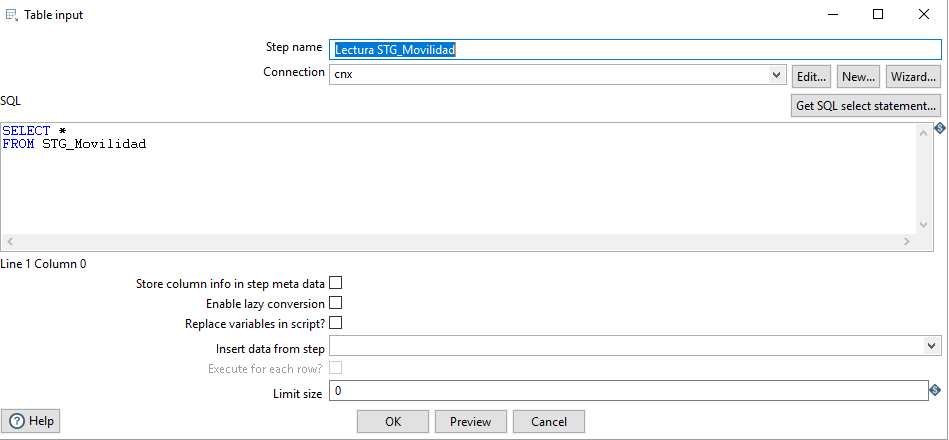 Table input
Step name Lectura STG_Movilidad
Connection cnx Edit... New... Wizard...
SQL Get SQL select statement...
SELECT *
FROM STG_Movilidad
Line 1 Column 0
Store column info in step meta data
Enable lazy conversion
Replace variables in script?
Insert data from step
Execute for each row?
Limit size 0
Help OK Preview Cancel